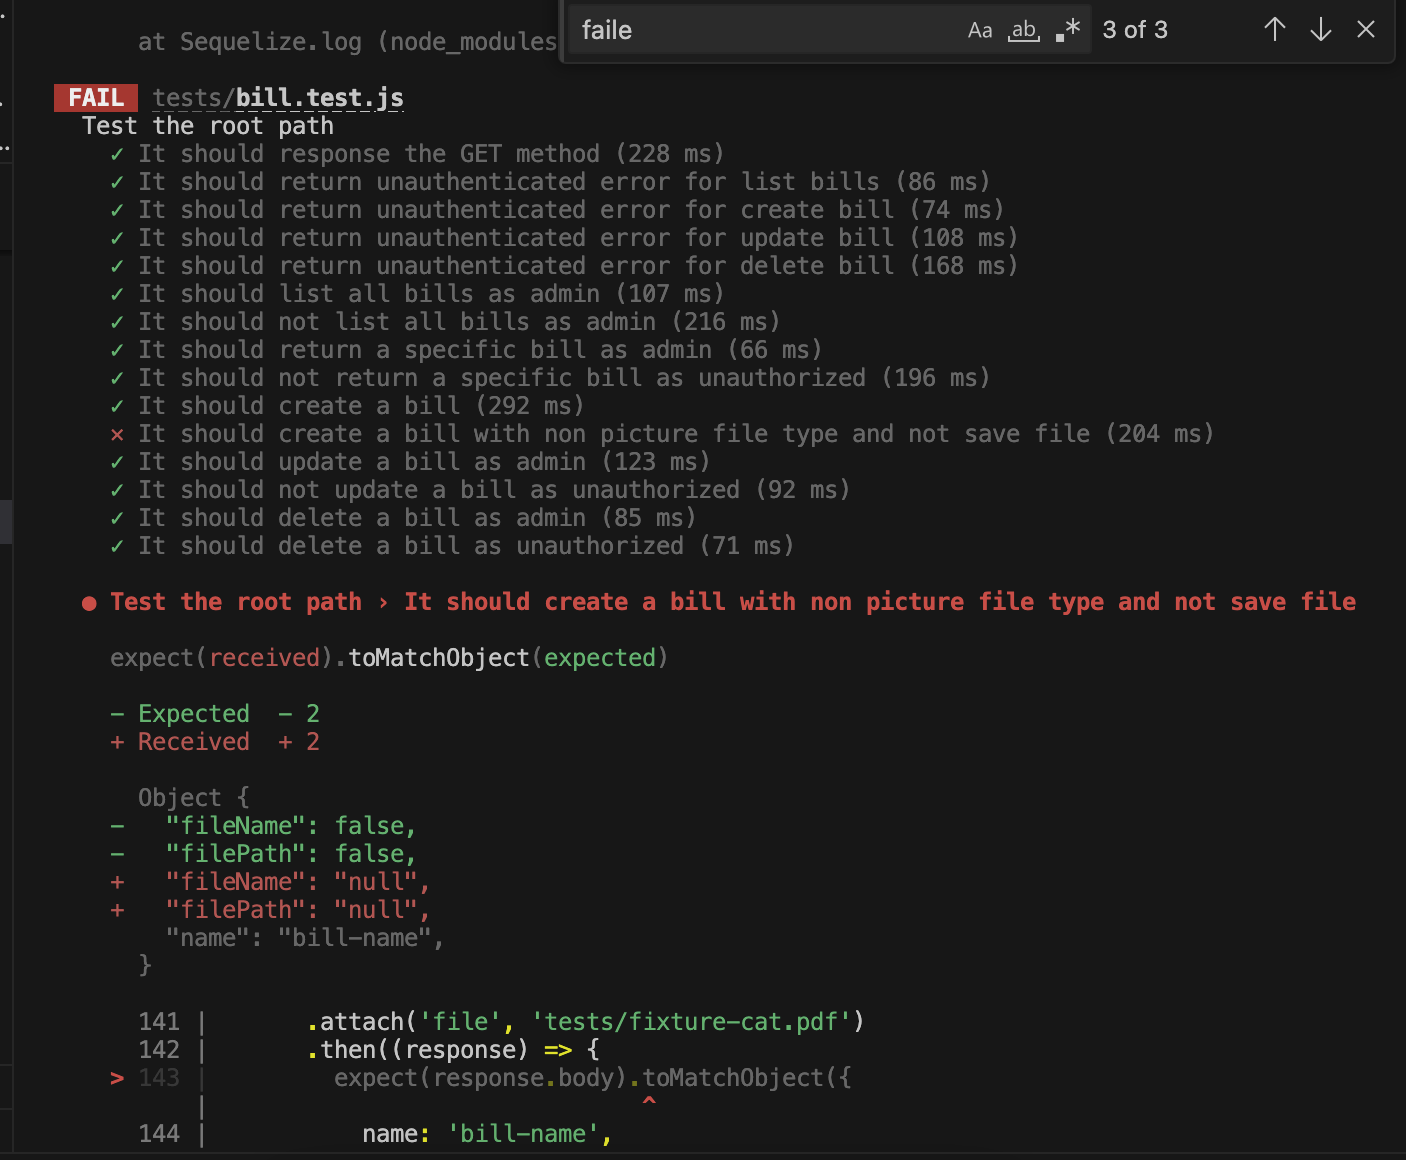 faile Aa ab .* 3 of 3 ↑ ↓ ×
at Sequelize.log (node_modules
FAIL tests/bill.test.js
Test the root path
✓ It should response the GET method (228 ms)
✓ It should return unauthenticated error for list bills (86 ms)
✓ It should return unauthenticated error for create bill (74 ms)
✓ It should return unauthenticated error for update bill (108 ms)
✓ It should return unauthenticated error for delete bill (168 ms)
✓ It should list all bills as admin (107 ms)
✓ It should not list all bills as admin (216 ms)
✓ It should return a specific bill as admin (66 ms)
✓ It should not return a specific bill as unauthorized (196 ms)
✓ It should create a bill (292 ms)
✕ It should create a bill with non picture file type and not save file (204 ms)
✓ It should update a bill as admin (123 ms)
✓ It should not update a bill as unauthorized (92 ms)
✓ It should delete a bill as admin (85 ms)
✓ It should delete a bill as unauthorized (71 ms)
● Test the root path › It should create a bill with non picture file type and not save file
expect(received).toMatchObject(expected)
- Expected  - 2
+ Received  + 2
Object {
-   "fileName": false,
-   "filePath": false,
+   "fileName": "null",
+   "filePath": "null",
"name": "bill-name",
}
141 |       .attach('file', 'tests/fixture-cat.pdf')
142 |       .then((response) => {
> 143 |         expect(response.body).toMatchObject({
|                               ^
144 |           name: 'bill-name',